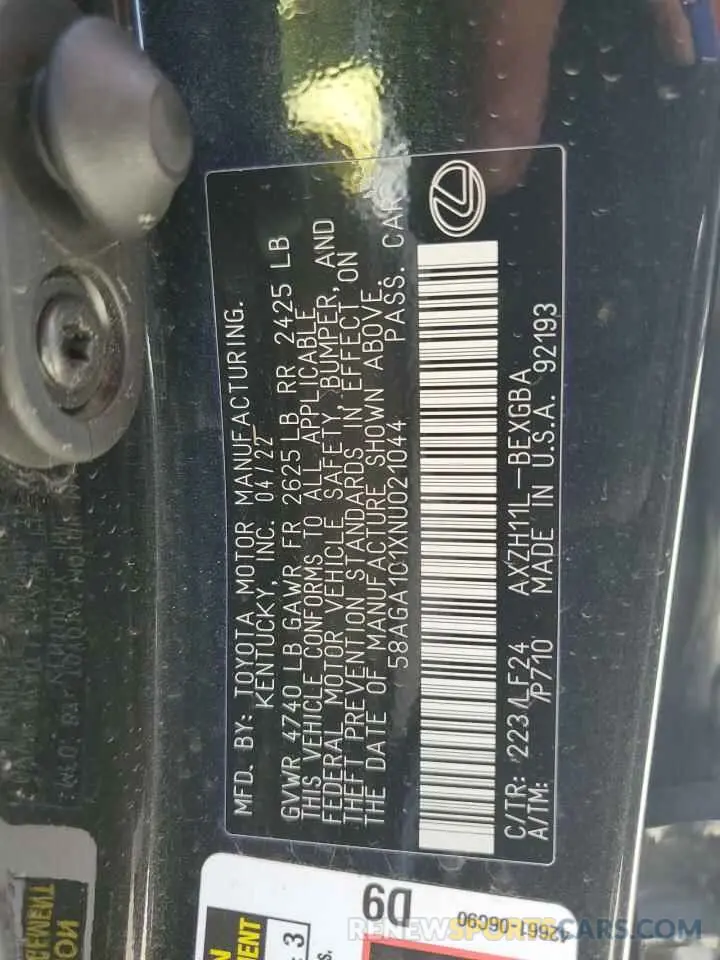 MFD. BY: TOYOTA MOTOR MANUFACTURING.
KENTUCKY, INC. 04/22
GVWR 4740 LB GAWR FR 2625 LB RR 2425 LB
THIS VEHICLE CONFORMS TO ALL APPLICABLE
FEDERAL MOTOR VEHICLE SAFETY, BUMPER, AND
THEFT PREVENTION STANDARDS IN EFFECT ON
THE DATE OF MANUFACTURE SHOWN ABOVE.
58AGA1C1XNU021044 PASS. CAR
C/TR: 223/LF24 AXZH11L-BEXGBA
A/TM: /P710 MADE IN U.S.A. 92193
D9
42661-06C90
3
RENEWSPORTSCARS.COM